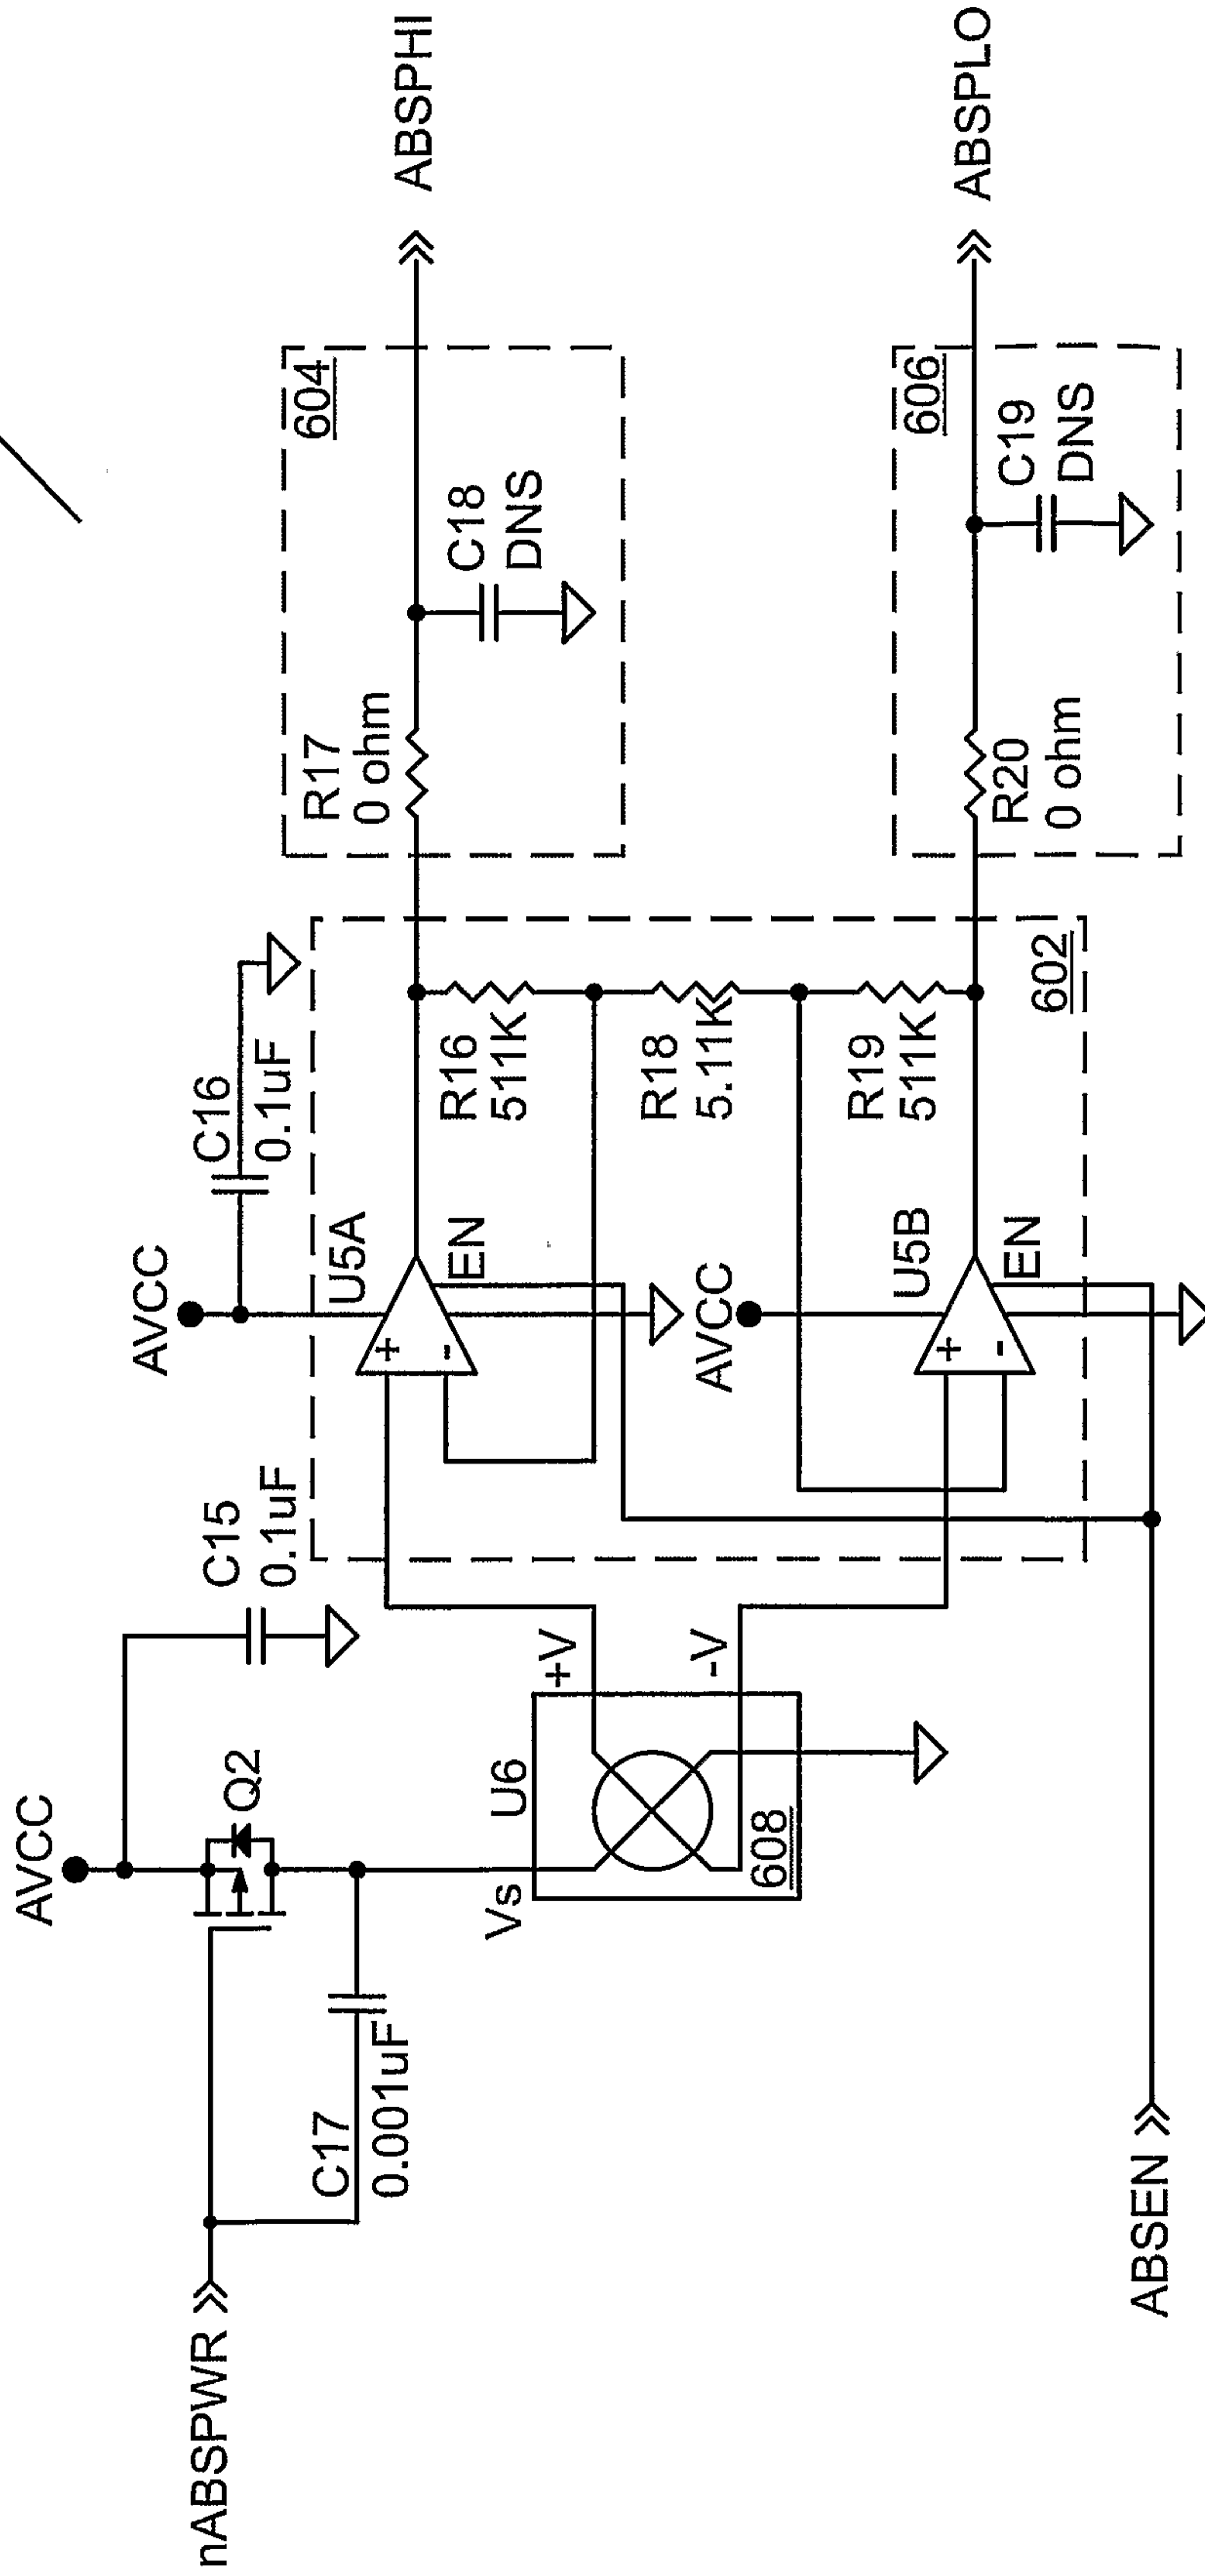 nABSPWR
C17
0.001uF
AVCC
Q2
C15
0.1uF
AVCC
C16
0.1uF
Vs
U6
608
+V
-V
U5A
+
-
EN
AVCC
U5B
+
-
EN
R16
511K
R18
5.11K
R19
511K
602
R17
0 ohm
C18
DNS
604
R20
0 ohm
C19
DNS
606
ABSPHI
ABSPLO
ABSEN